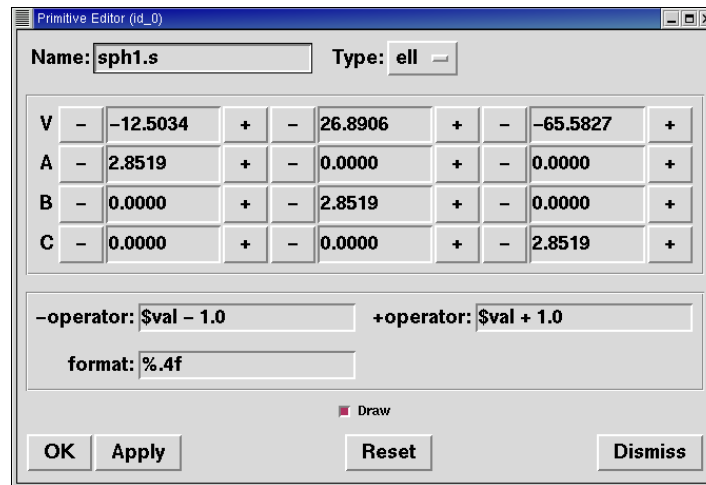 Primitive Editor (id_0)
Name: sph1.s Type: ell
V − −12.5034 + − 26.8906 + − −65.5827 +
A − 2.8519 + − 0.0000 + − 0.0000 +
B − 0.0000 + − 2.8519 + − 0.0000 +
C − 0.0000 + − 0.0000 + − 2.8519 +
−operator: $val − 1.0 +operator: $val + 1.0
format: %.4f
Draw
OK Apply Reset Dismiss